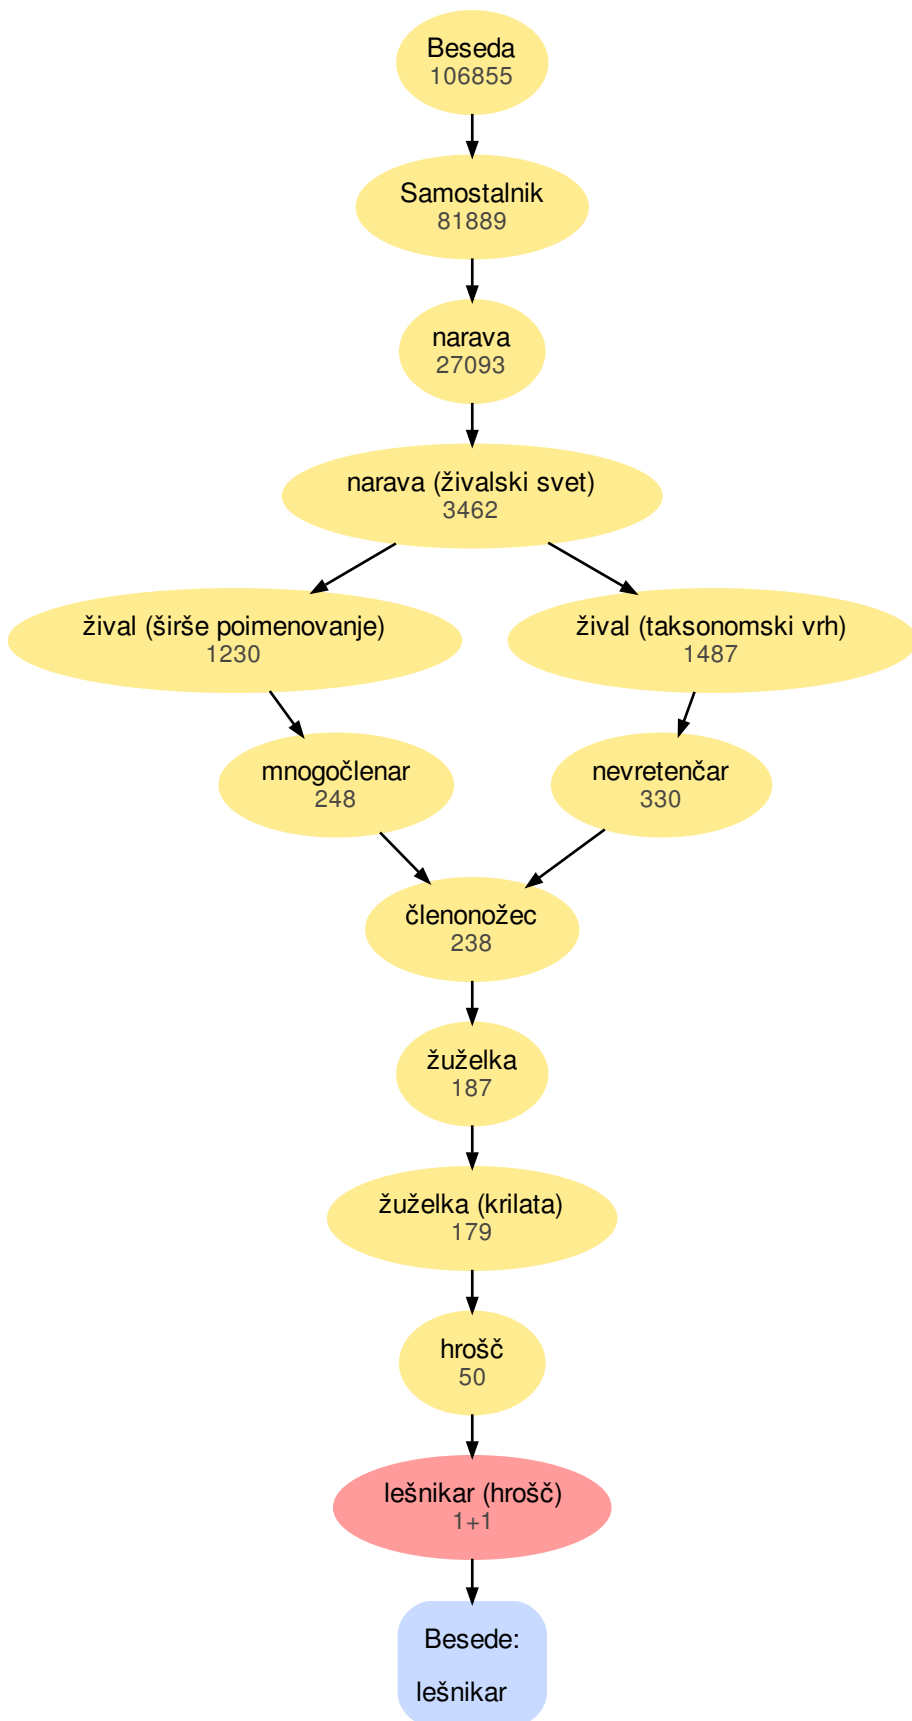 Beseda
106855
Samostalnik
81889
narava
27093
narava (živalski svet)
3462
žival (širše poimenovanje)
1230
žival (taksonomski vrh)
1487
mnogočlenar
248
nevretenčar
330
členonožec
238
žuželka
187
žuželka (krilata)
179
hrošč
50
lešnikar (hrošč)
1+1
Besede:
lešnikar